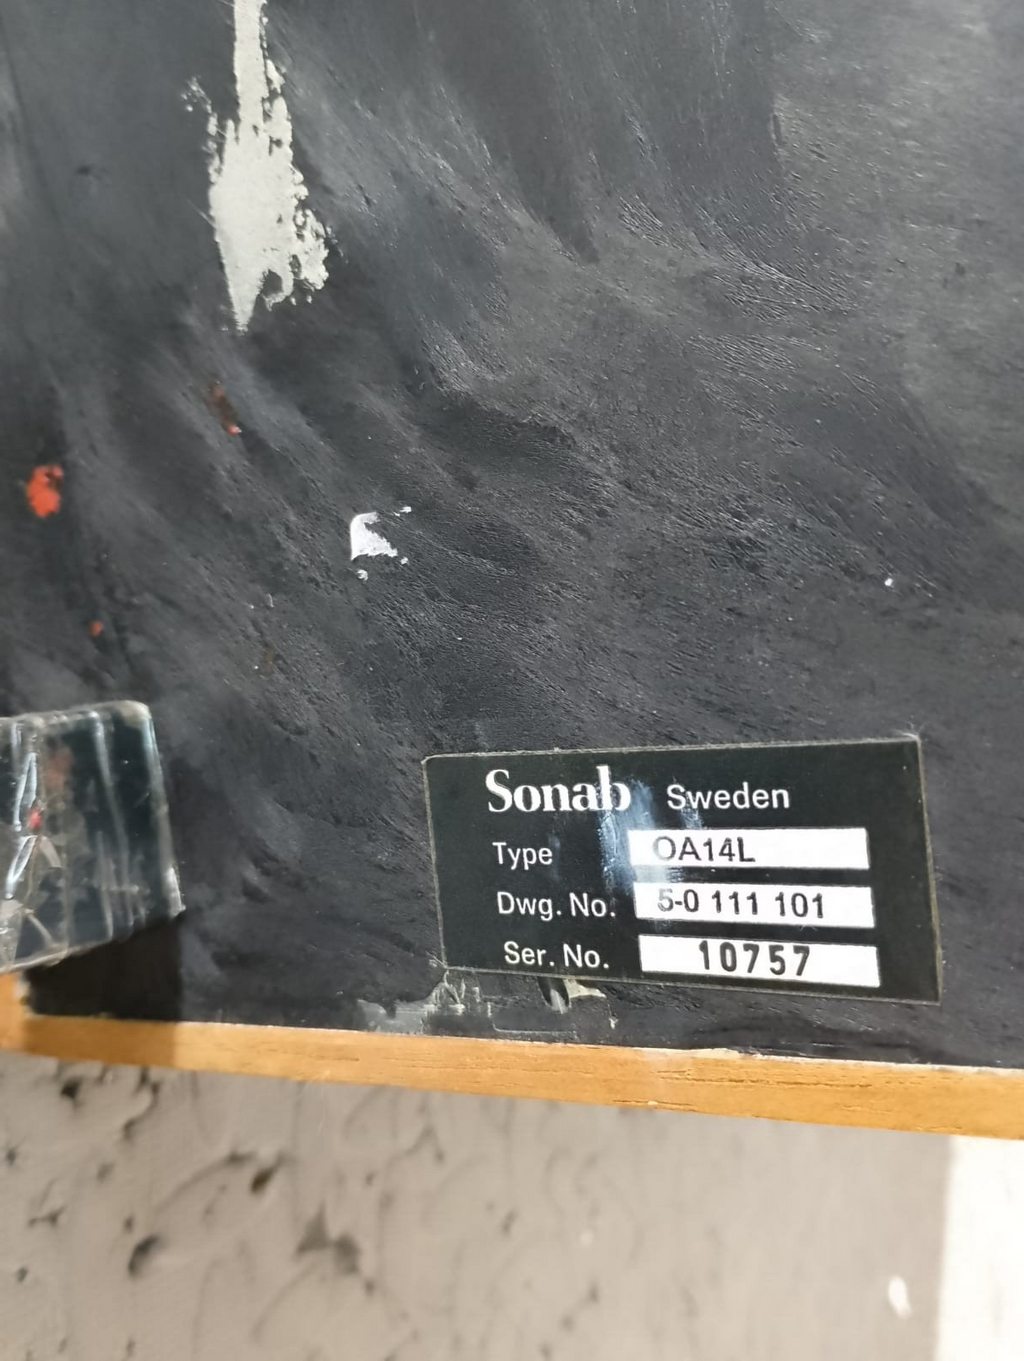 Sonab Sweden
Type OA14L
Dwg. No. 5-0 111 101
Ser. No. 10757